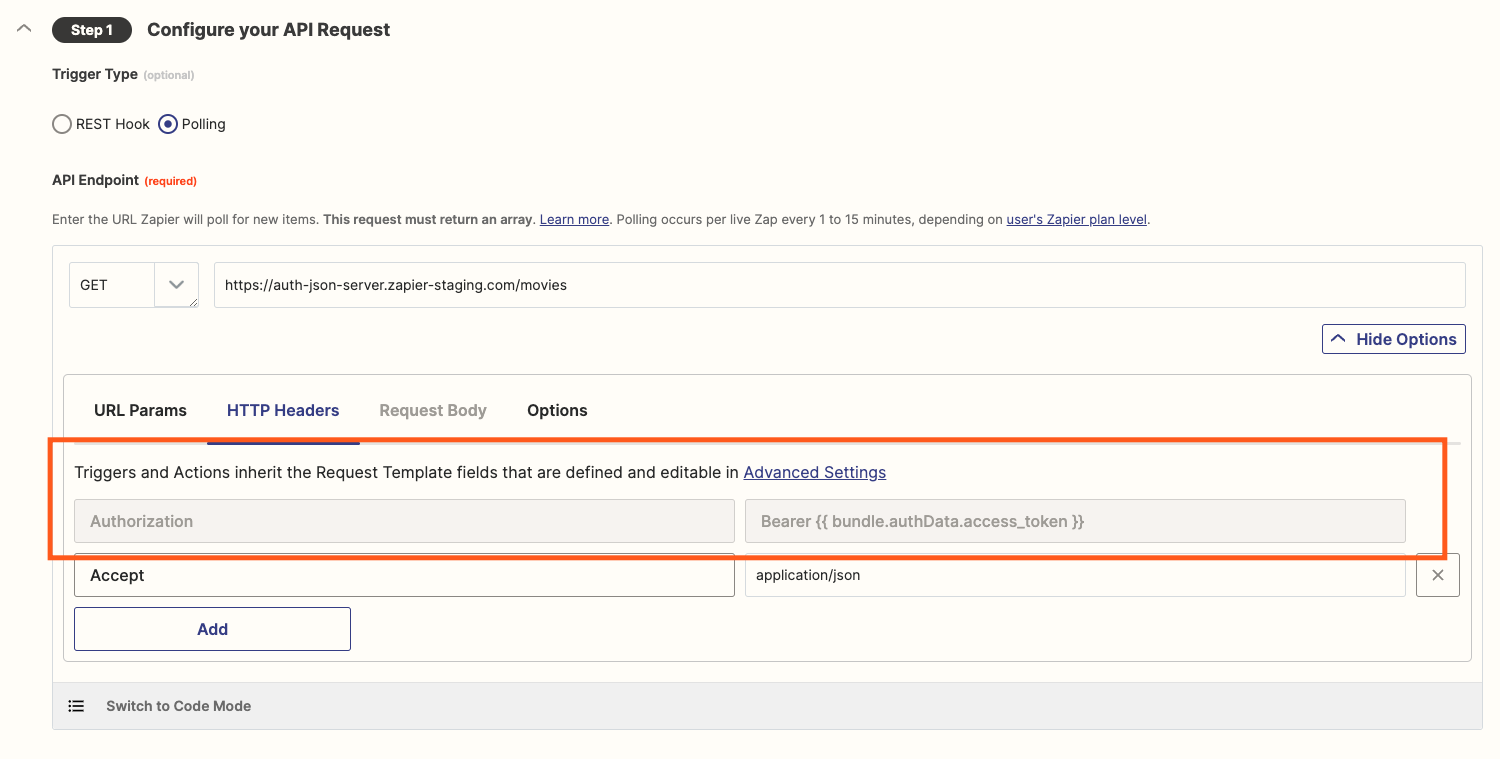 Step 1 Configure your API Request
Trigger Type (optional)
REST Hook Polling
API Endpoint (required)
Enter the URL Zapier will poll for new items. This request must return an array. Learn more. Polling occurs per live Zap every 1 to 15 minutes, depending on user's Zapier plan level.
GET https://auth-json-server.zapier-staging.com/movies
Hide Options
URL Params HTTP Headers Request Body Options
Triggers and Actions inherit the Request Template fields that are defined and editable in Advanced Settings
Authorization Bearer {{ bundle.authData.access_token }}
Accept application/json
Add
Switch to Code Mode